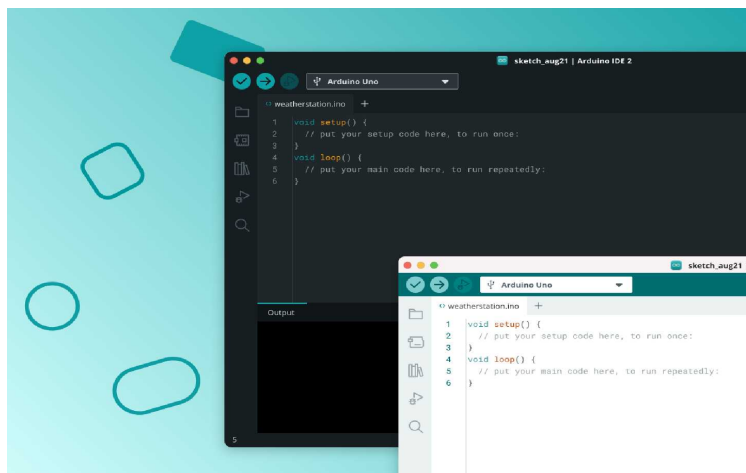 sketch_aug21 | Arduino IDE 2
Arduino Uno
weatherstation.ino +
1 void setup() {
2 // put your setup code here, to run once:
3 }
4 void loop() {
5 // put your main code here, to run repeatedly:
6 }
Output
5
sketch_aug21
Arduino Uno
weatherstation.ino +
1 void setup() {
2 // put your setup code here, to run once:
3 }
4 void loop() {
5 // put your main code here, to run repeatedly:
6 }